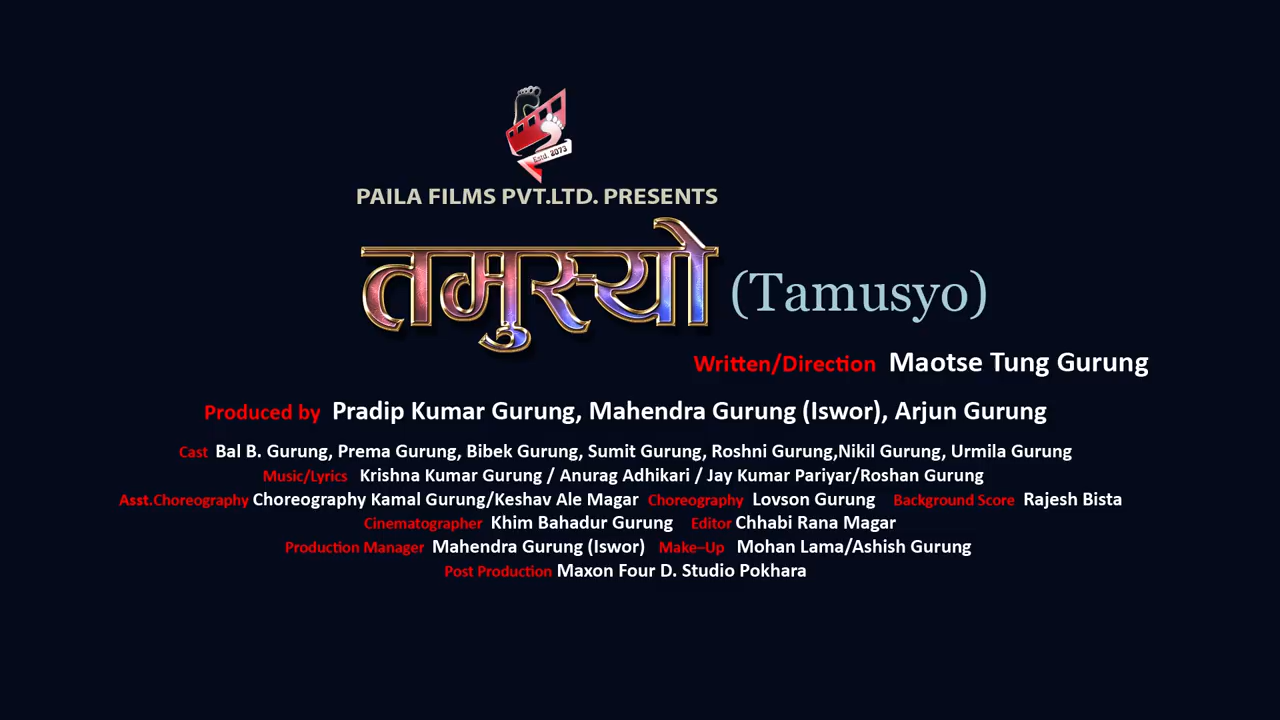 Estd. 2073
PAILA FILMS PVT.LTD. PRESENTS
तमुस्यो (Tamusyo)
Written/Direction Maotse Tung Gurung
Produced by Pradip Kumar Gurung, Mahendra Gurung (Iswor), Arjun Gurung
Cast Bal B. Gurung, Prema Gurung, Bibek Gurung, Sumit Gurung, Roshni Gurung,Nikil Gurung, Urmila Gurung
Music/Lyrics Krishna Kumar Gurung / Anurag Adhikari / Jay Kumar Pariyar/Roshan Gurung
Asst.Choreography Choreography Kamal Gurung/Keshav Ale Magar Choreography Lovson Gurung Background Score Rajesh Bista
Cinematographer Khim Bahadur Gurung Editor Chhabi Rana Magar
Production Manager Mahendra Gurung (Iswor) Make–Up Mohan Lama/Ashish Gurung
Post Production Maxon Four D. Studio Pokhara